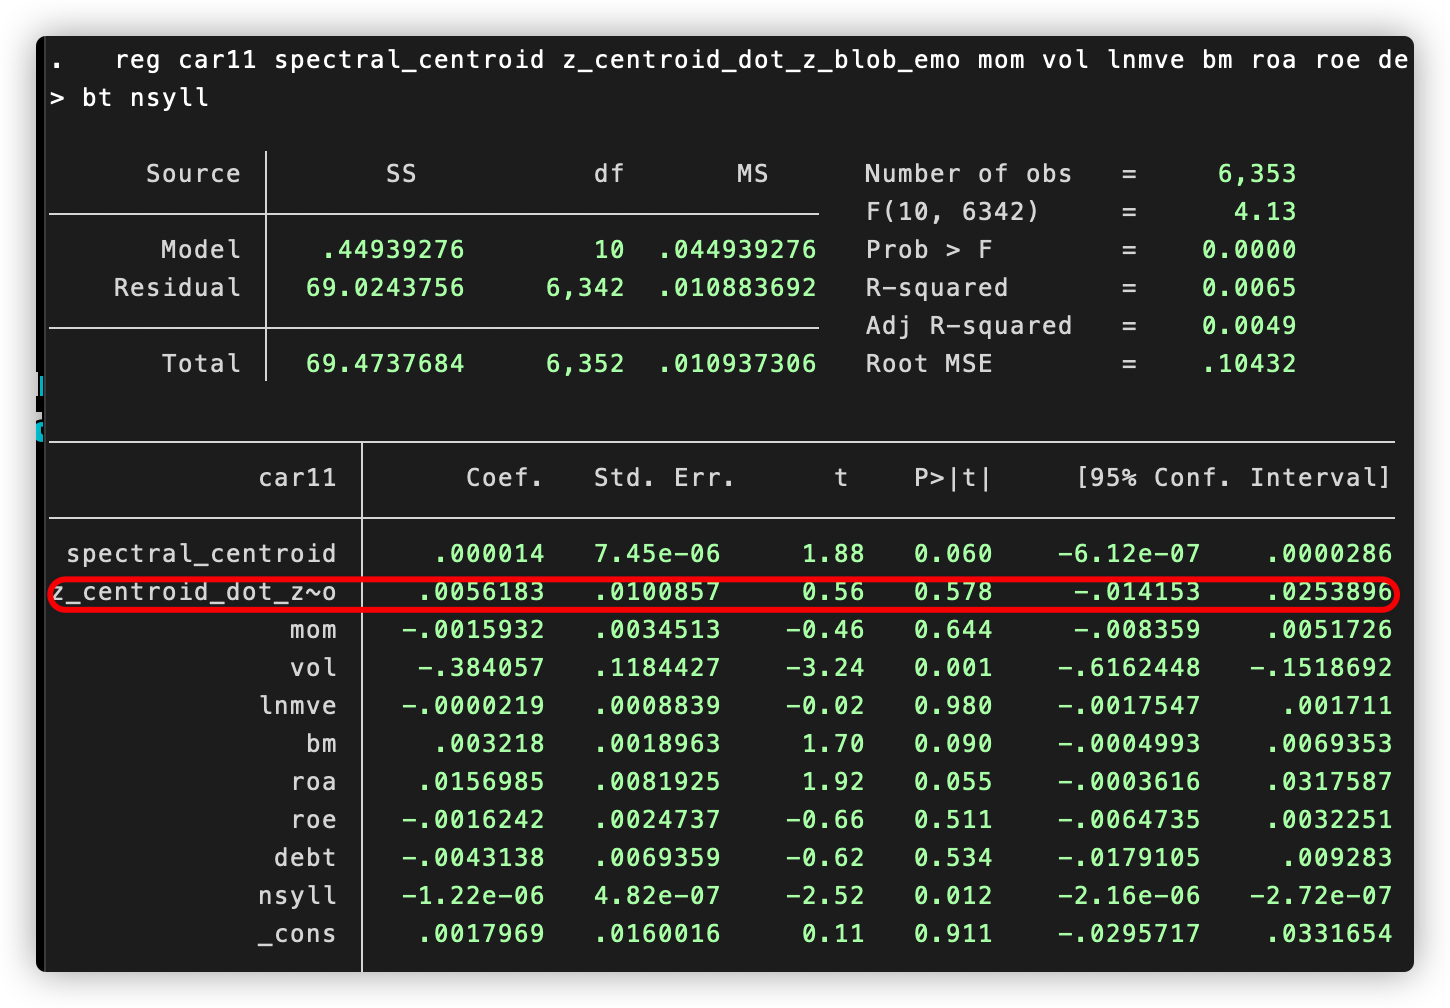 .   reg car11 spectral_centroid z_centroid_dot_z_blob_emo mom vol lnmve bm roa roe de
> bt nsyll
Source SS df MS Number of obs = 6,353
F(10, 6342) = 4.13
Model .44939276 10 .044939276 Prob > F = 0.0000
Residual 69.0243756 6,342 .010883692 R-squared = 0.0065
Adj R-squared = 0.0049
Total 69.4737684 6,352 .010937306 Root MSE = .10432
car11 Coef. Std. Err. t P>|t| [95% Conf. Interval]
spectral_centroid .000014 7.45e-06 1.88 0.060 -6.12e-07 .0000286
z_centroid_dot_z~o .0056183 .0100857 0.56 0.578 -.014153 .0253896
mom -.0015932 .0034513 -0.46 0.644 -.008359 .0051726
vol -.384057 .1184427 -3.24 0.001 -.6162448 -.1518692
lnmve -.0000219 .0008839 -0.02 0.980 -.0017547 .001711
bm .003218 .0018963 1.70 0.090 -.0004993 .0069353
roa .0156985 .0081925 1.92 0.055 -.0003616 .0317587
roe -.0016242 .0024737 -0.66 0.511 -.0064735 .0032251
debt -.0043138 .0069359 -0.62 0.534 -.0179105 .009283
nsyll -1.22e-06 4.82e-07 -2.52 0.012 -2.16e-06 -2.72e-07
_cons .0017969 .0160016 0.11 0.911 -.0295717 .0331654